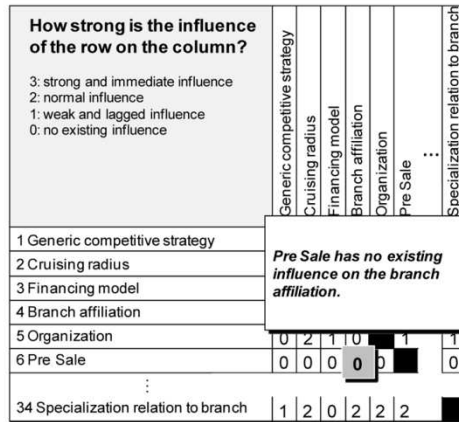 How strong is the influence
of the row on the column?
3: strong and immediate influence
2: normal influence
1: weak and lagged influence
0: no existing influence
Generic competitive strategy
Cruising radius
Financing model
Branch affiliation
Organization
Pre Sale
...
Specialization relation to branch
1 Generic competitive strategy
2 Cruising radius
3 Financing model
4 Branch affiliation
Pre Sale has no existing
influence on the branch
affiliation.
5 Organization 0 2 1 0 1 1
6 Pre Sale 0 0 0 0 0 0
⋮
34 Specialization relation to branch 1 2 0 2 2 2